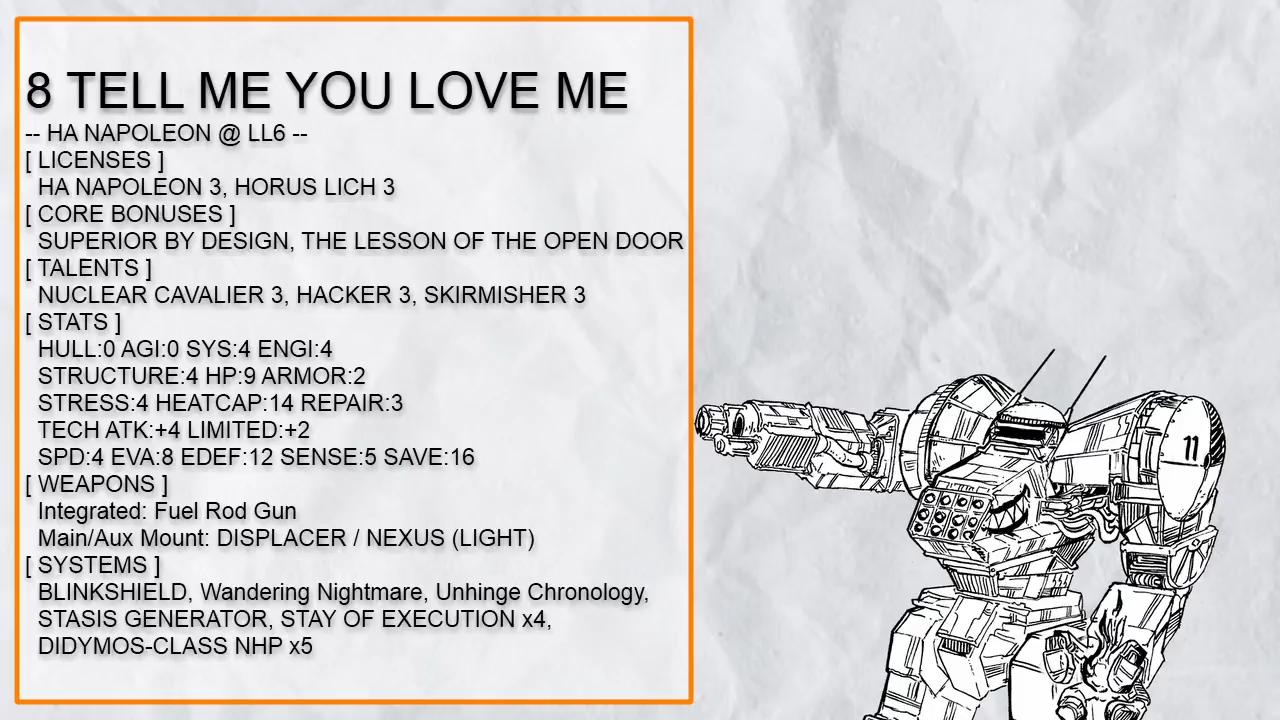 8 TELL ME YOU LOVE ME
-- HA NAPOLEON @ LL6 --
[ LICENSES ]
HA NAPOLEON 3, HORUS LICH 3
[ CORE BONUSES ]
SUPERIOR BY DESIGN, THE LESSON OF THE OPEN DOOR
[ TALENTS ]
NUCLEAR CAVALIER 3, HACKER 3, SKIRMISHER 3
[ STATS ]
HULL:0 AGI:0 SYS:4 ENGI:4
STRUCTURE:4 HP:9 ARMOR:2
STRESS:4 HEATCAP:14 REPAIR:3
TECH ATK:+4 LIMITED:+2
SPD:4 EVA:8 EDEF:12 SENSE:5 SAVE:16
[ WEAPONS ]
Integrated: Fuel Rod Gun
Main/Aux Mount: DISPLACER / NEXUS (LIGHT)
[ SYSTEMS ]
BLINKSHIELD, Wandering Nightmare, Unhinge Chronology,
STASIS GENERATOR, STAY OF EXECUTION x4,
DIDYMOS-CLASS NHP x5
11